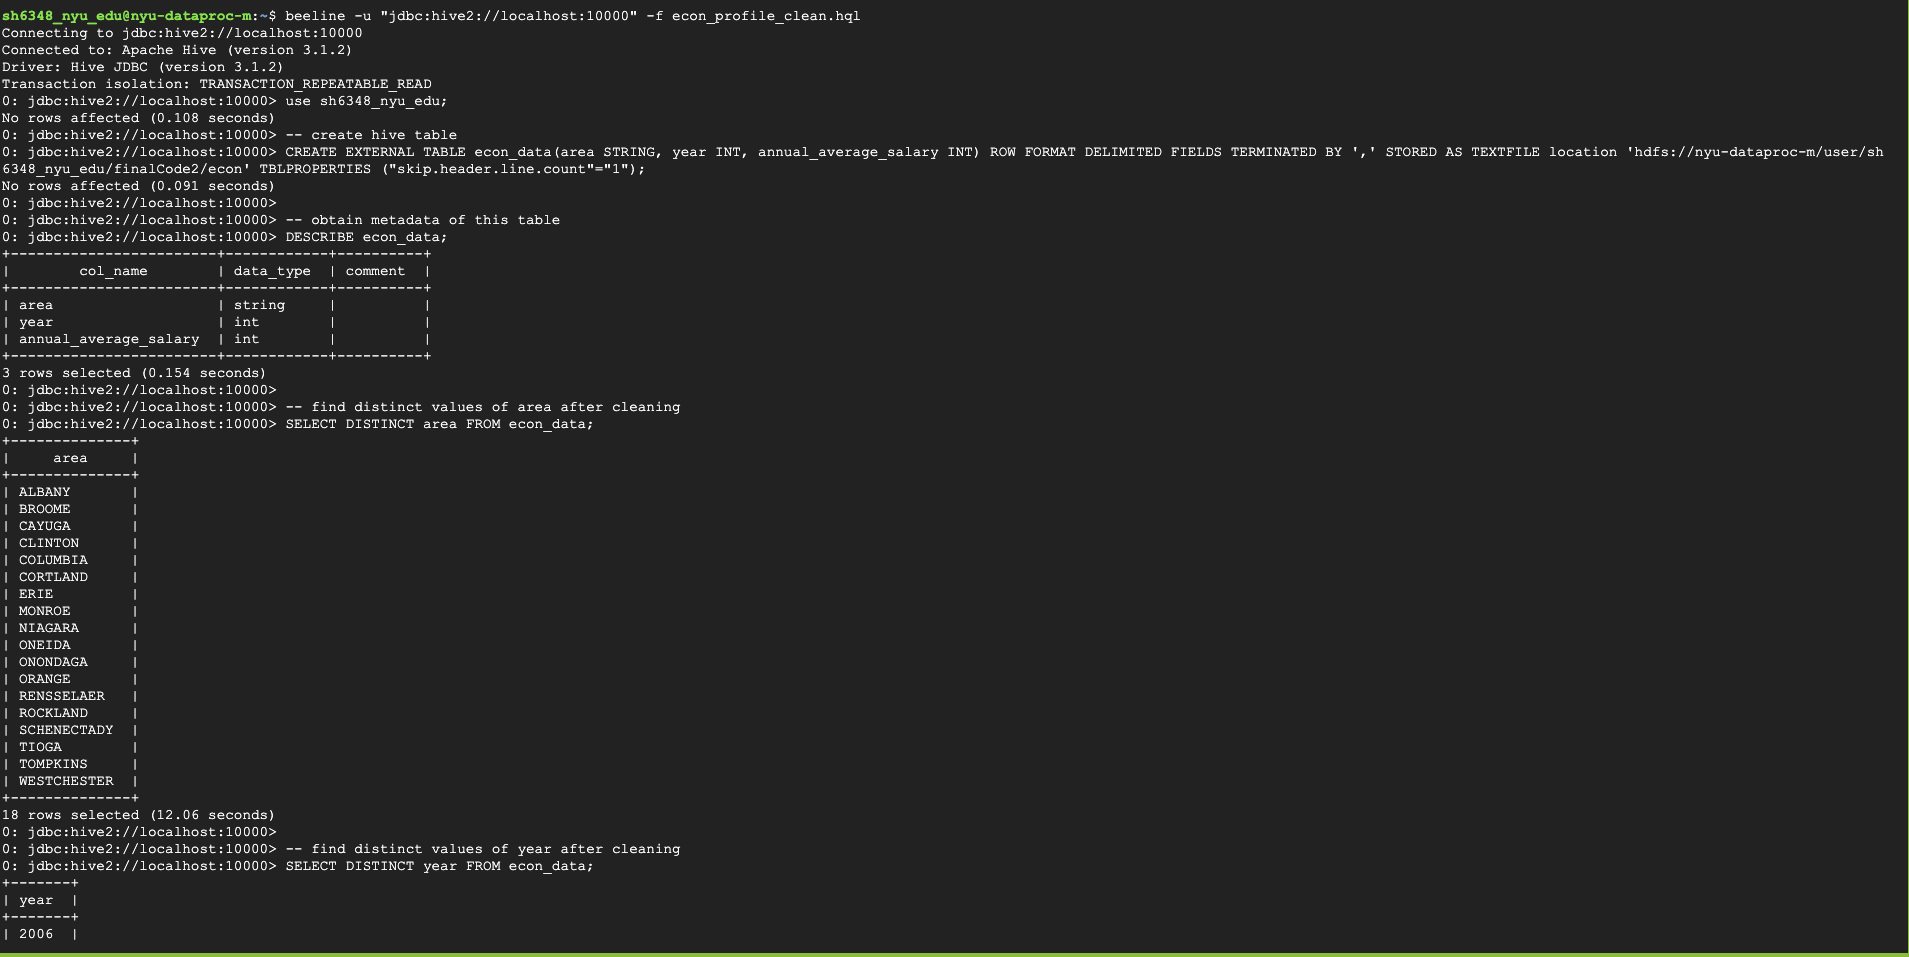 sh6348_nyu_edu@nyu-dataproc-m:~$ beeline -u "jdbc:hive2://localhost:10000" -f econ_profile_clean.hql
Connecting to jdbc:hive2://localhost:10000
Connected to: Apache Hive (version 3.1.2)
Driver: Hive JDBC (version 3.1.2)
Transaction isolation: TRANSACTION_REPEATABLE_READ
0: jdbc:hive2://localhost:10000> use sh6348_nyu_edu;
No rows affected (0.108 seconds)
0: jdbc:hive2://localhost:10000> -- create hive table
0: jdbc:hive2://localhost:10000> CREATE EXTERNAL TABLE econ_data(area STRING, year INT, annual_average_salary INT) ROW FORMAT DELIMITED FIELDS TERMINATED BY ',' STORED AS TEXTFILE location 'hdfs://nyu-dataproc-m/user/sh
6348_nyu_edu/finalCode2/econ' TBLPROPERTIES ("skip.header.line.count"="1");
No rows affected (0.091 seconds)
0: jdbc:hive2://localhost:10000>
0: jdbc:hive2://localhost:10000> -- obtain metadata of this table
0: jdbc:hive2://localhost:10000> DESCRIBE econ_data;
+------------------------+------------+----------+
|        col_name        | data_type  | comment  |
+------------------------+------------+----------+
| area                   | string     |          |
| year                   | int        |          |
| annual_average_salary  | int        |          |
+------------------------+------------+----------+
3 rows selected (0.154 seconds)
0: jdbc:hive2://localhost:10000>
0: jdbc:hive2://localhost:10000> -- find distinct values of area after cleaning
0: jdbc:hive2://localhost:10000> SELECT DISTINCT area FROM econ_data;
+--------------+
|     area     |
+--------------+
| ALBANY       |
| BROOME       |
| CAYUGA       |
| CLINTON      |
| COLUMBIA     |
| CORTLAND     |
| ERIE         |
| MONROE       |
| NIAGARA      |
| ONEIDA       |
| ONONDAGA     |
| ORANGE       |
| RENSSELAER   |
| ROCKLAND     |
| SCHENECTADY  |
| TIOGA        |
| TOMPKINS     |
| WESTCHESTER  |
+--------------+
18 rows selected (12.06 seconds)
0: jdbc:hive2://localhost:10000>
0: jdbc:hive2://localhost:10000> -- find distinct values of year after cleaning
0: jdbc:hive2://localhost:10000> SELECT DISTINCT year FROM econ_data;
+-------+
| year  |
+-------+
| 2006  |